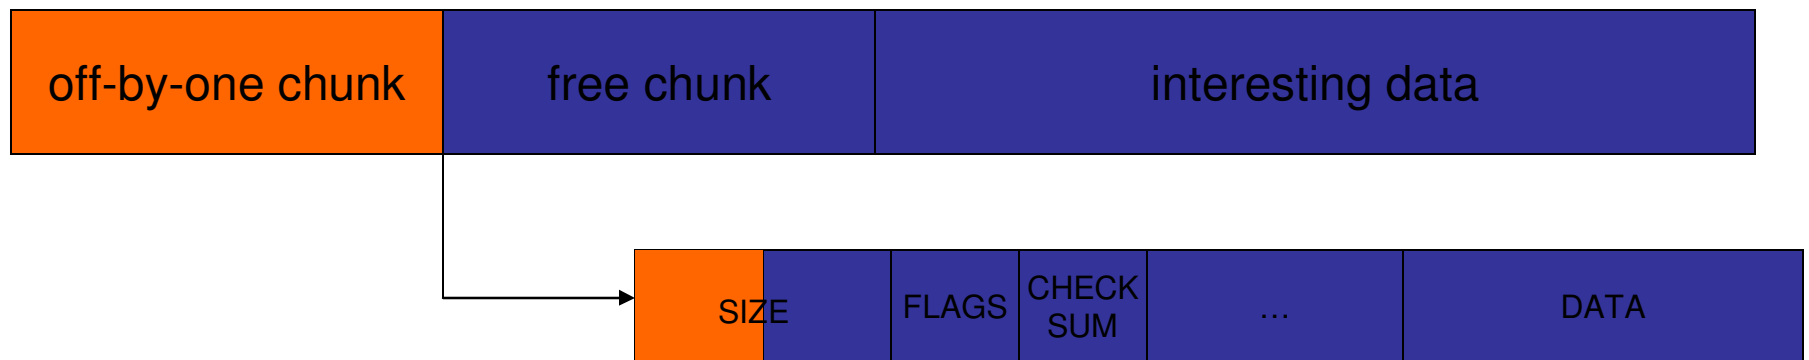 off-by-one chunk
free chunk
interesting data
SIZE
FLAGS
CHECK
SUM
...
DATA